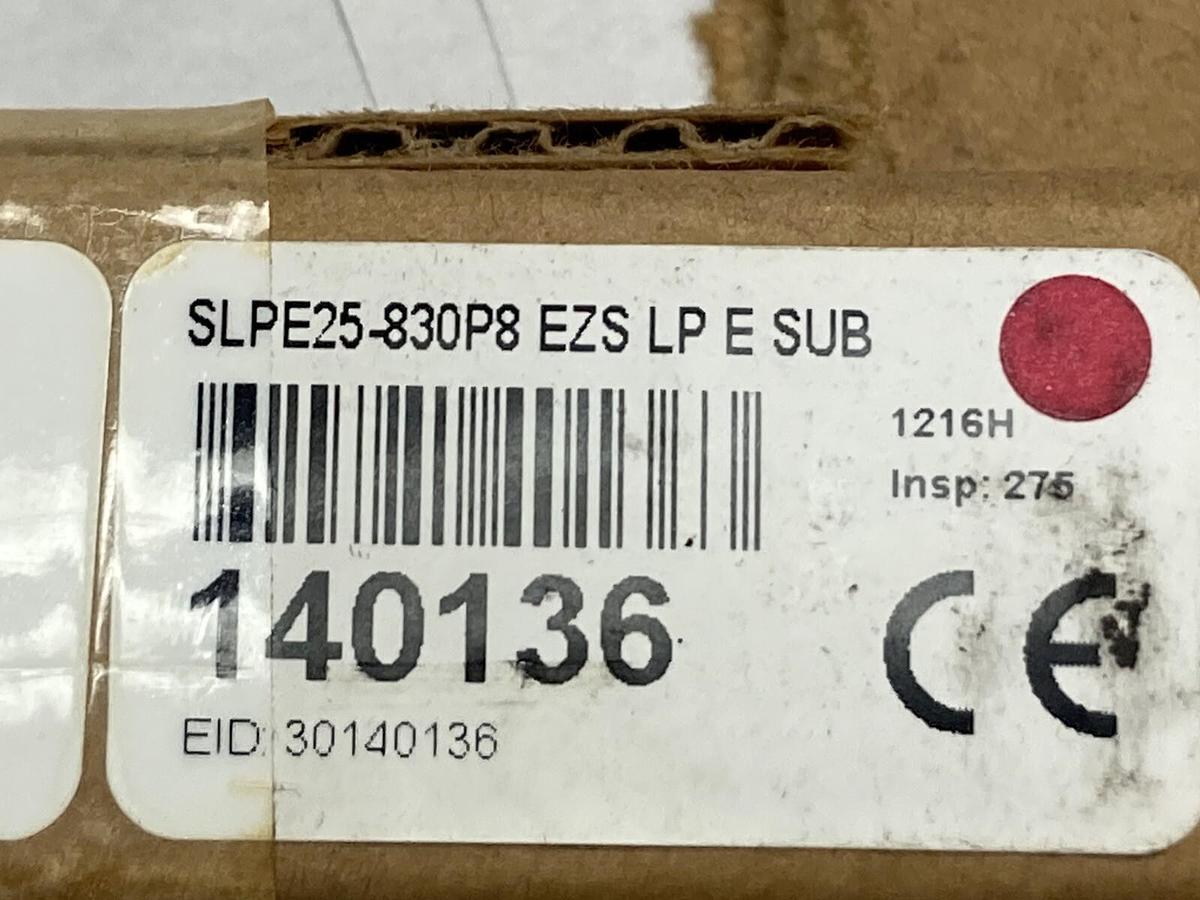 SLPE25-830P8 EZS LP E SUB
1216H
Insp: 275
140136
CE
EID: 30140136